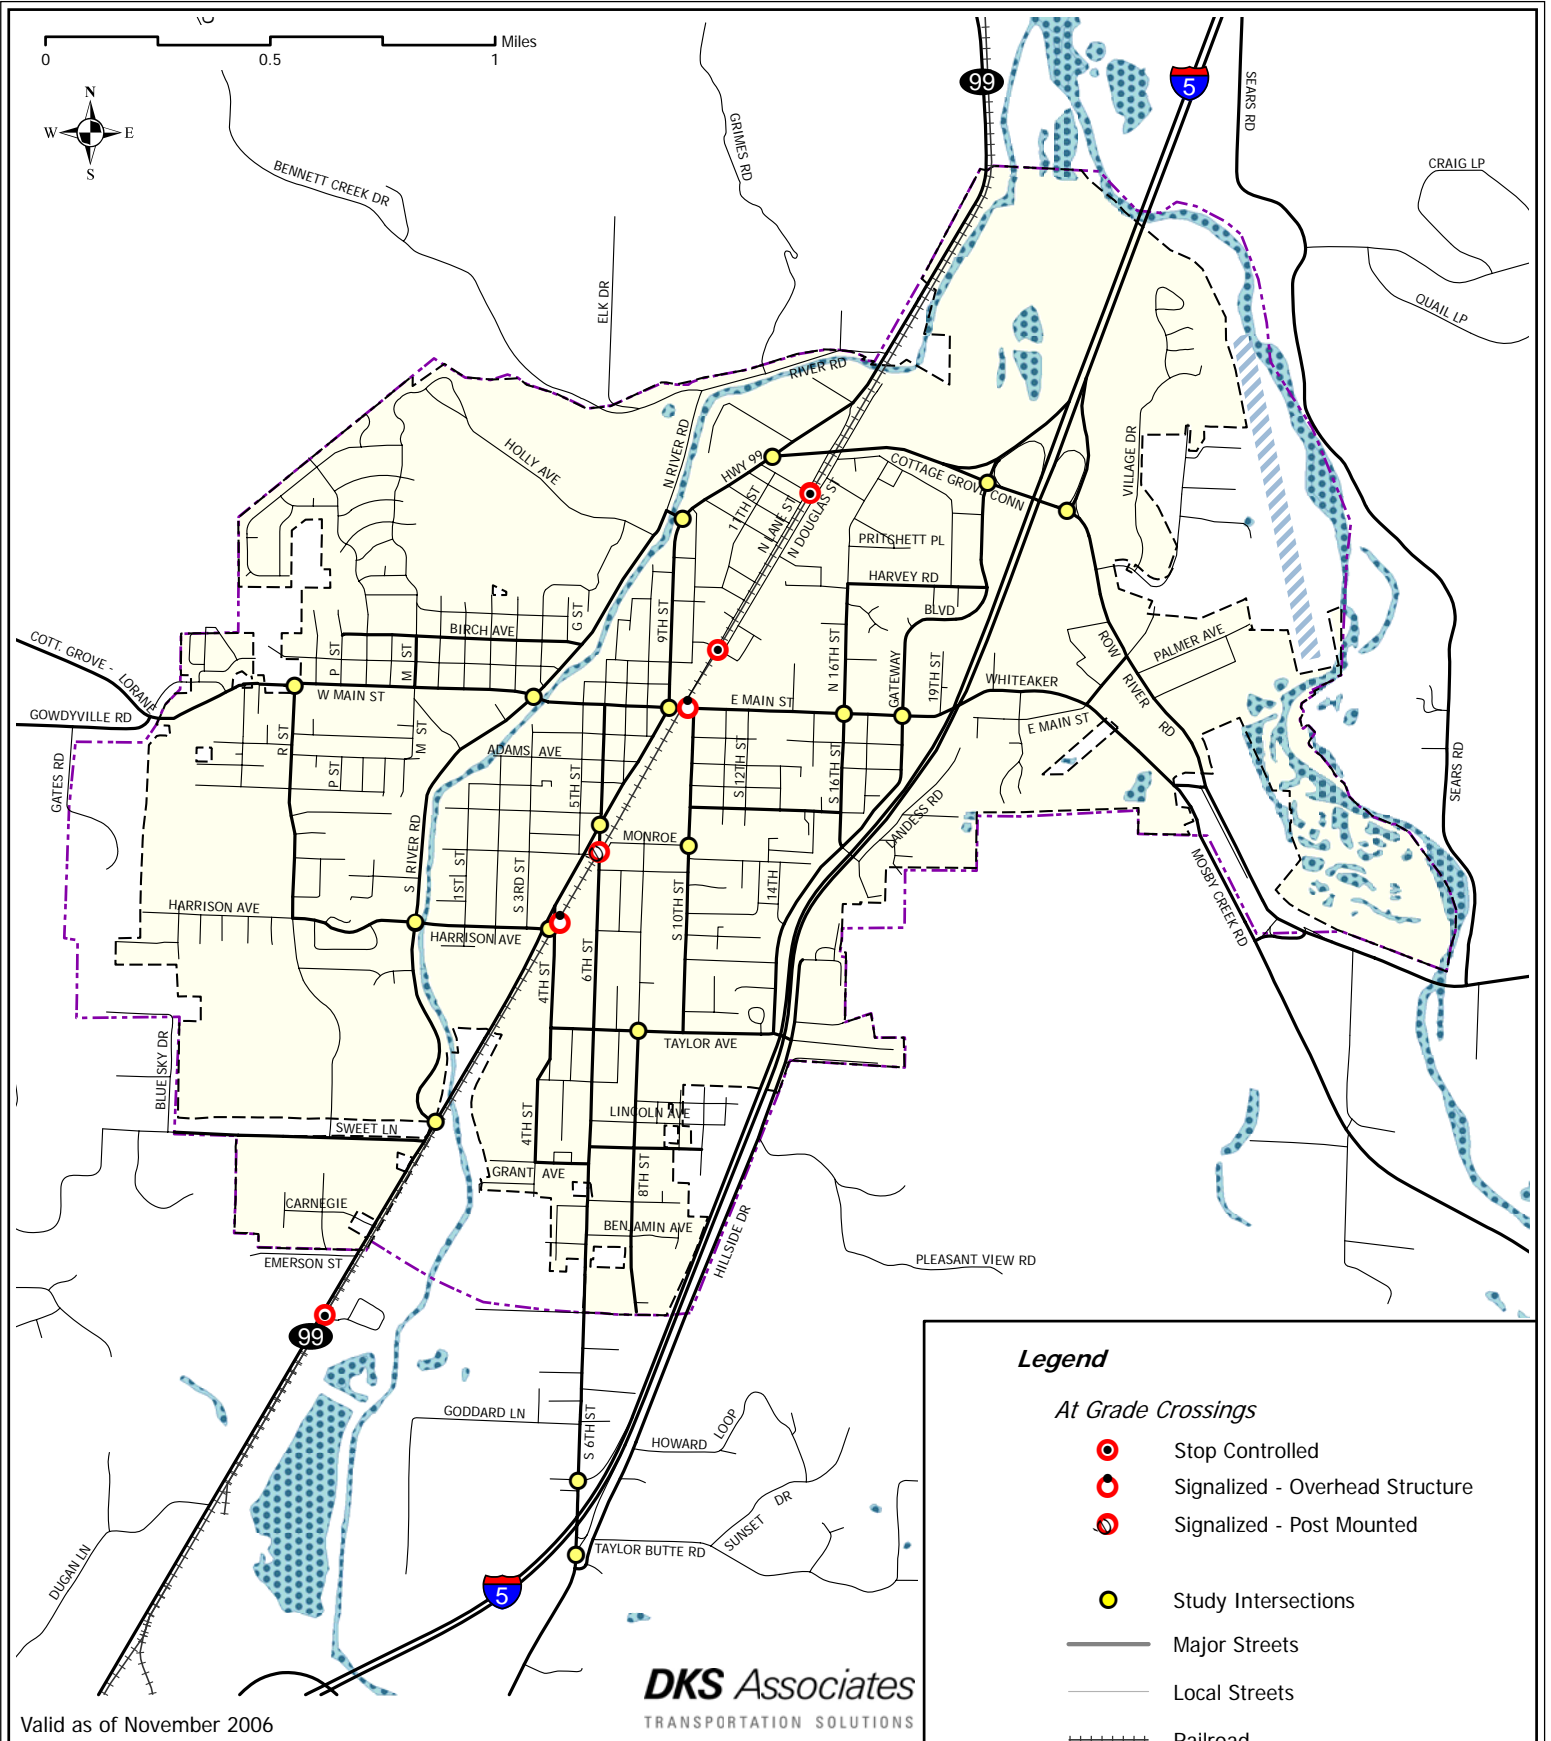 Miles
0
0.5
1
N
W
E
S
99
5
SEARS RD
GRIMES RD
BENNETT CREEK DR
CRAIG LP
QUAIL LP
ELK DR
RIVER RD
N RIVER RD
HOLLY AVE
HWY 99
COTTAGE GROVE CONN
VILLAGE DR
11TH ST
N LANE ST
N DOUGLAS ST
PRITCHETT PL
HARVEY RD
BLVD
9TH ST
G ST
BIRCH AVE
P ST
M ST
COTT. GROVE - LORANE
GOWDYVILLE RD
W MAIN ST
E MAIN ST
N 16TH ST
GATEWAY
19TH ST
WHITEAKER
ROW
RIVER
RD
PALMER AVE
E MAIN ST
R ST
M ST
P ST
ADAMS AVE
5TH ST
S 12TH ST
S 16TH ST
GATES RD
SEARS RD
LANDESS RD
S RIVER RD
MONROE
1ST ST
S 3RD ST
14TH
S 10TH ST
MOSBY CREEK RD
HARRISON AVE
HARRISON AVE
4TH ST
6TH ST
TAYLOR AVE
BLUE SKY DR
SWEET LN
4TH ST
LINCOLN AVE
GRANT AVE
8TH ST
CARNEGIE
BENJAMIN AVE
HILLSIDE DR
EMERSON ST
PLEASANT VIEW RD
99
GODDARD LN
S 6TH ST
HOWARD
LOOP
SUNSET
DR
TAYLOR BUTTE RD
DUGAN LN
5
Legend
At Grade Crossings
Stop Controlled
Signalized - Overhead Structure
Signalized - Post Mounted
Study Intersections
Major Streets
Local Streets
Railroad
DKS Associates
TRANSPORTATION SOLUTIONS
Valid as of November 2006